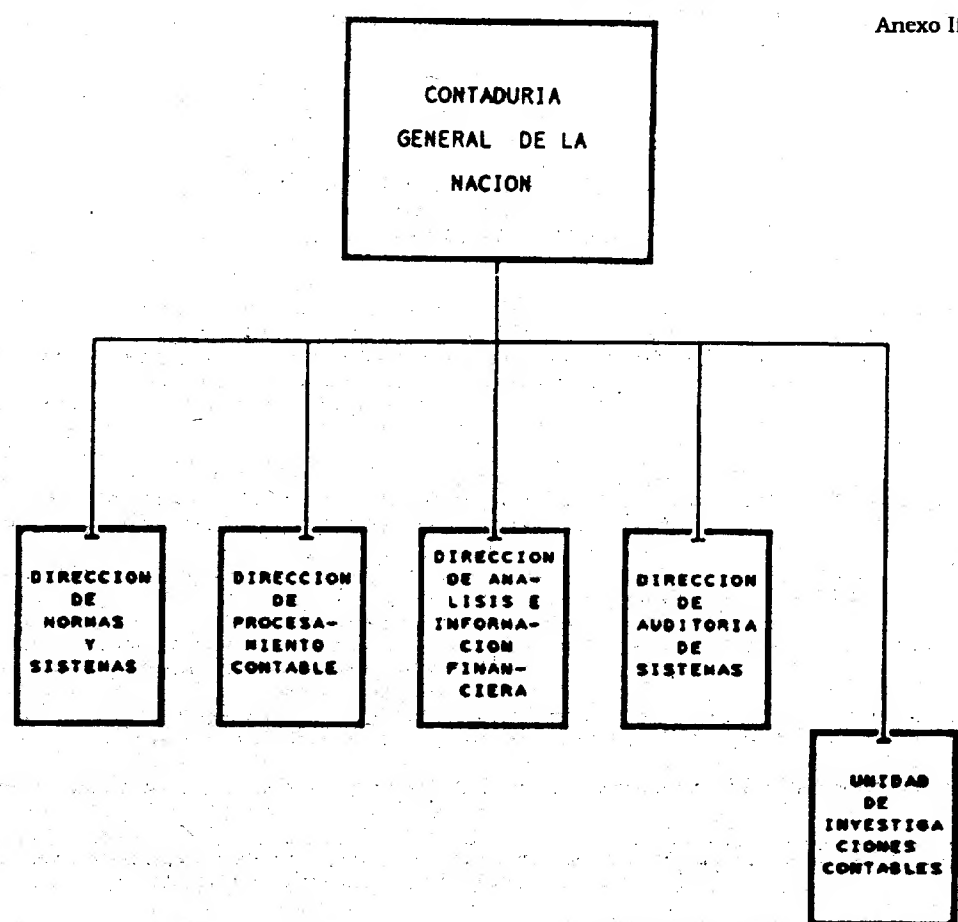 Anexo II
CONTADURIA
GENERAL DE LA
NACION
DIRECCION
DE
NORMAS
Y
SISTEMAS
DIRECCION
DE
PROCESA-
MIENTO
CONTABLE
DIRECCION
DE ANA-
LISIS E
INFORMA-
CION
FINAN-
CIERA
DIRECCION
DE
AUDITORIA
DE
SISTEMAS
UNIDAD
DE
INVESTIGA
CIONES
CONTABLES